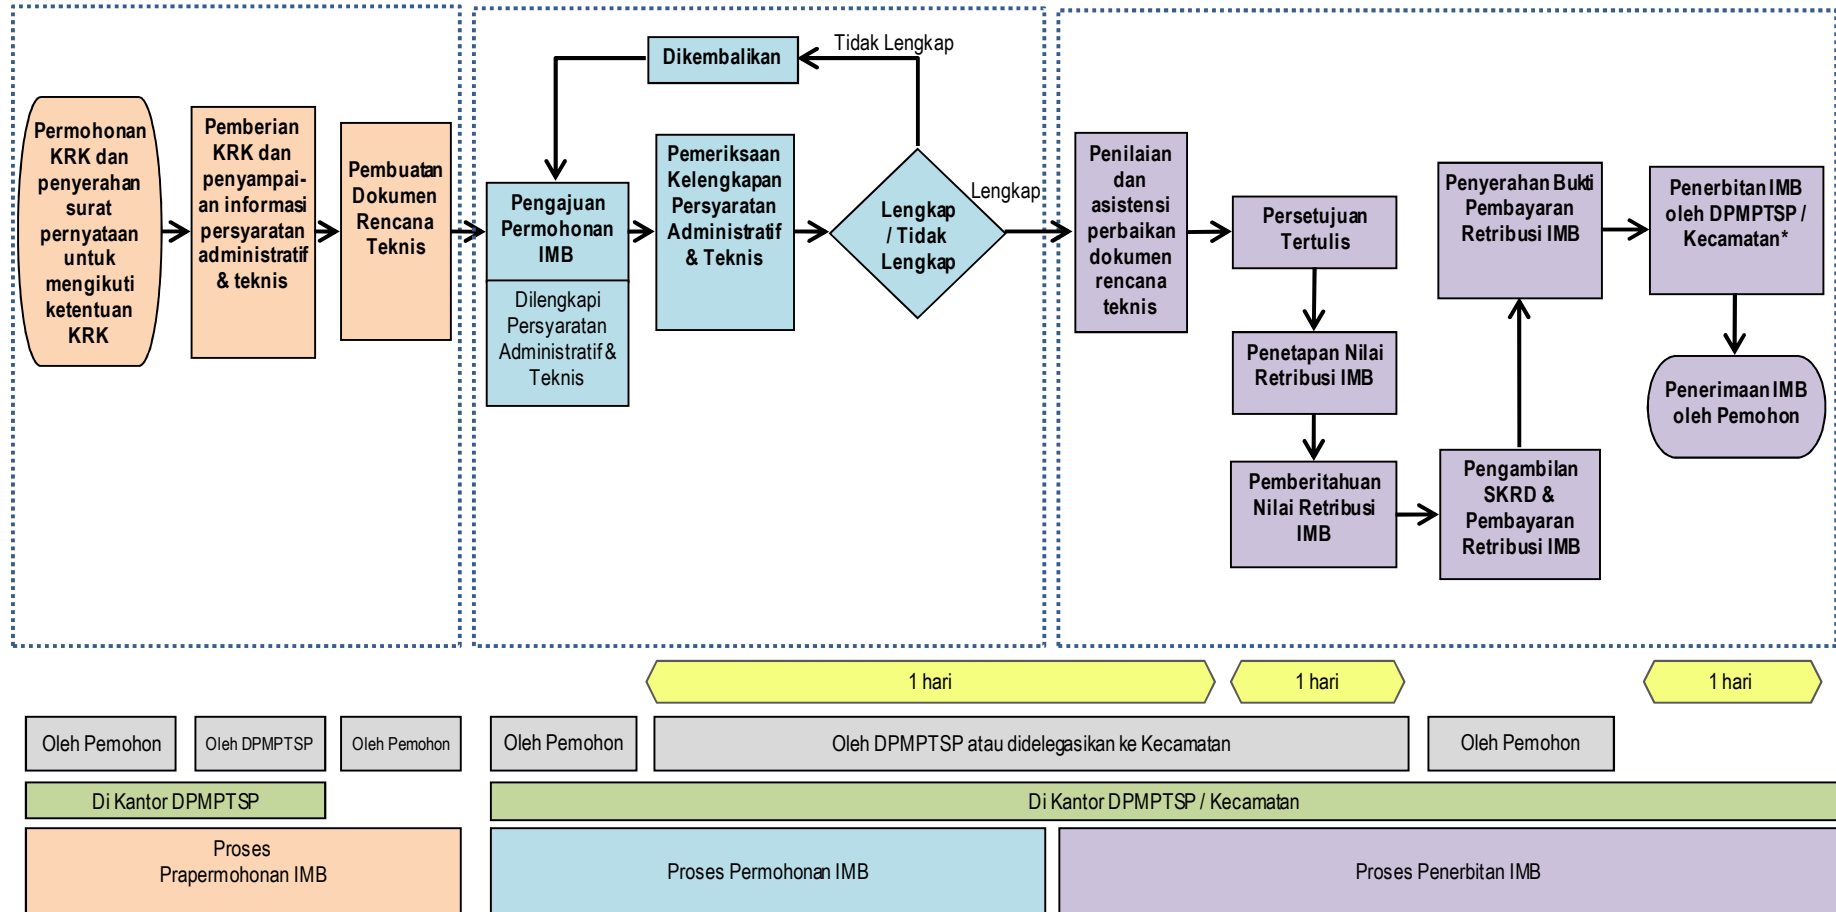 Permohonan
KRK dan
penyerahan
surat
pernyataan
untuk
mengikuti
ketentuan
KRK
Pemberian
KRK dan
penyampai-
an informasi
persyaratan
administratif
& teknis
Pembuatan
Dokumen
Rencana
Teknis
Dikembalikan
Tidak Lengkap
Pengajuan
Permohonan
IMB
Dilengkapi
Persyaratan
Administratif &
Teknis
Pemeriksaan
Kelengkapan
Persyaratan
Administratif
& Teknis
Lengkap
/ Tidak
Lengkap
Lengkap
Penilaian
dan
asistensi
perbaikan
dokumen
rencana
teknis
Persetujuan
Tertulis
Penetapan Nilai
Retribusi IMB
Pemberitahuan
Nilai Retribusi
IMB
Pengambilan
SKRD &
Pembayaran
Retribusi IMB
Penyerahan Bukti
Pembayaran
Retribusi IMB
Penerbitan IMB
oleh DPMPTSP /
Kecamatan*
Penerimaan IMB
oleh Pemohon
1 hari
1 hari
1 hari
Oleh Pemohon
Oleh DPMPTSP
Oleh Pemohon
Oleh Pemohon
Oleh DPMPTSP atau didelegasikan ke Kecamatan
Oleh Pemohon
Di Kantor DPMPTSP
Di Kantor DPMPTSP / Kecamatan
Proses
Prapermohonan IMB
Proses Permohonan IMB
Proses Penerbitan IMB